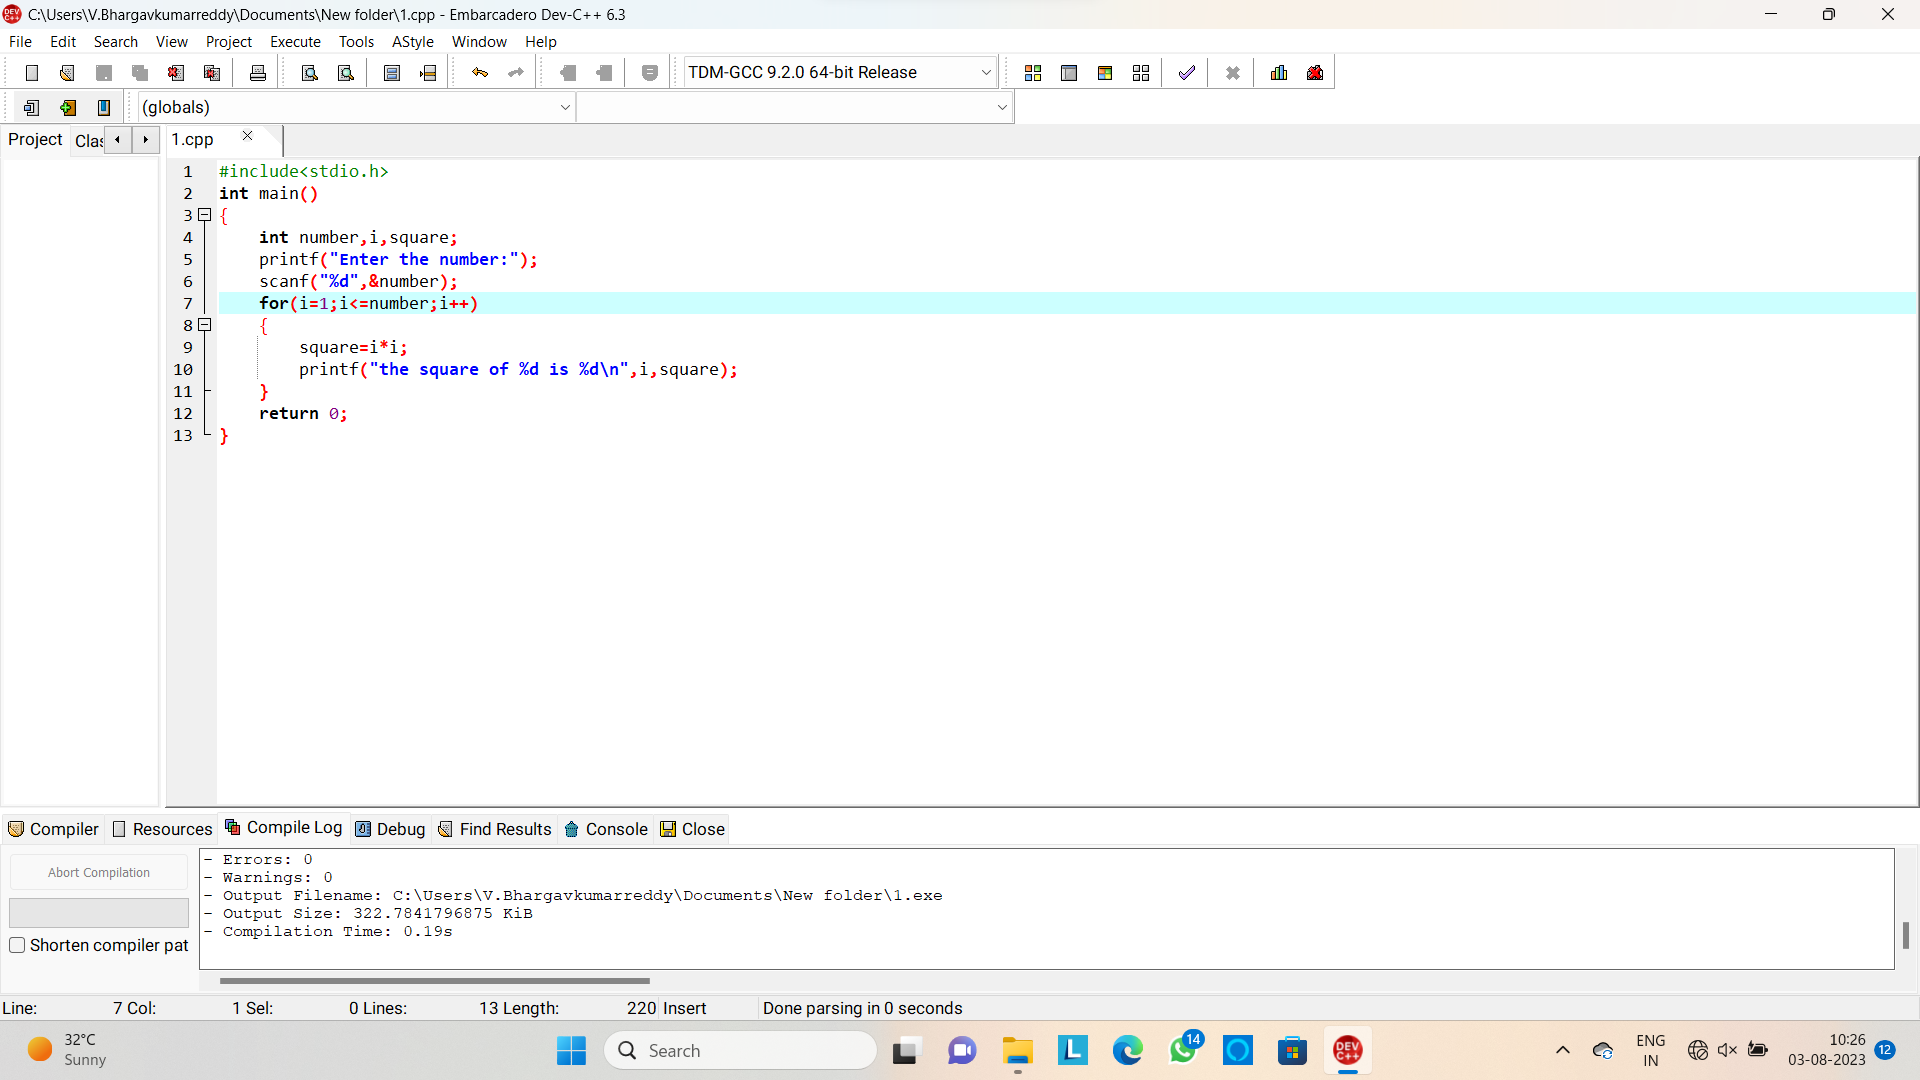 C:\Users\V.Bhargavkumarreddy\Documents\New folder\1.cpp - Embarcadero Dev-C++ 6.3
File Edit Search View Project Execute Tools AStyle Window Help
TDM-GCC 9.2.0 64-bit Release
(globals)
Project Clas 1.cpp
1 #include<stdio.h>
2 int main()
3 {
4 int number,i,square;
5 printf("Enter the number:");
6 scanf("%d",&number);
7 for(i=1;i<=number;i++)
8 {
9 square=i*i;
10 printf("the square of %d is %d\n",i,square);
11 }
12 return 0;
13 }
Compiler Resources Compile Log Debug Find Results Console Close
Abort Compilation
Shorten compiler pat
- Errors: 0
- Warnings: 0
- Output Filename: C:\Users\V.Bhargavkumarreddy\Documents\New folder\1.exe
- Output Size: 322.7841796875 KiB
- Compilation Time: 0.19s
Line: 7 Col: 1 Sel: 0 Lines: 13 Length: 220 Insert Done parsing in 0 seconds
32°C
Sunny
Search
L
14
DEV
C++
ENG
IN
10:26
03-08-2023
12